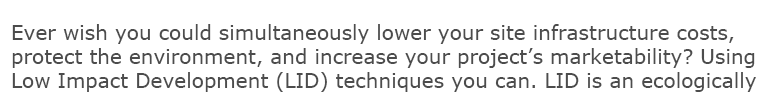 Ever wish you could simultaneously lower your site infrastructure costs,
protect the environment, and increase your project’s marketability? Using
Low Impact Development (LID) techniques you can. LID is an ecologically